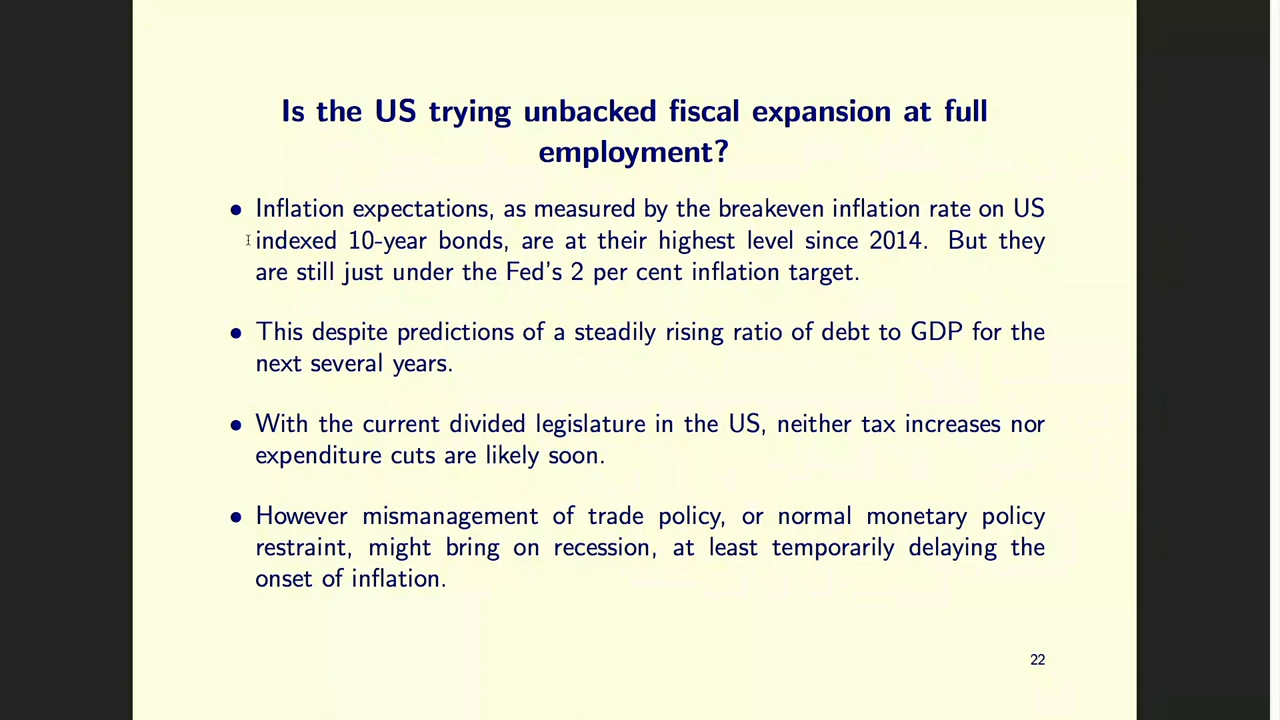 Is the US trying unbacked fiscal expansion at full
employment?
• Inflation expectations, as measured by the breakeven inflation rate on US
indexed 10-year bonds, are at their highest level since 2014. But they
are still just under the Fed's 2 per cent inflation target.
• This despite predictions of a steadily rising ratio of debt to GDP for the
next several years.
• With the current divided legislature in the US, neither tax increases nor
expenditure cuts are likely soon.
• However mismanagement of trade policy, or normal monetary policy
restraint, might bring on recession, at least temporarily delaying the
onset of inflation.
22